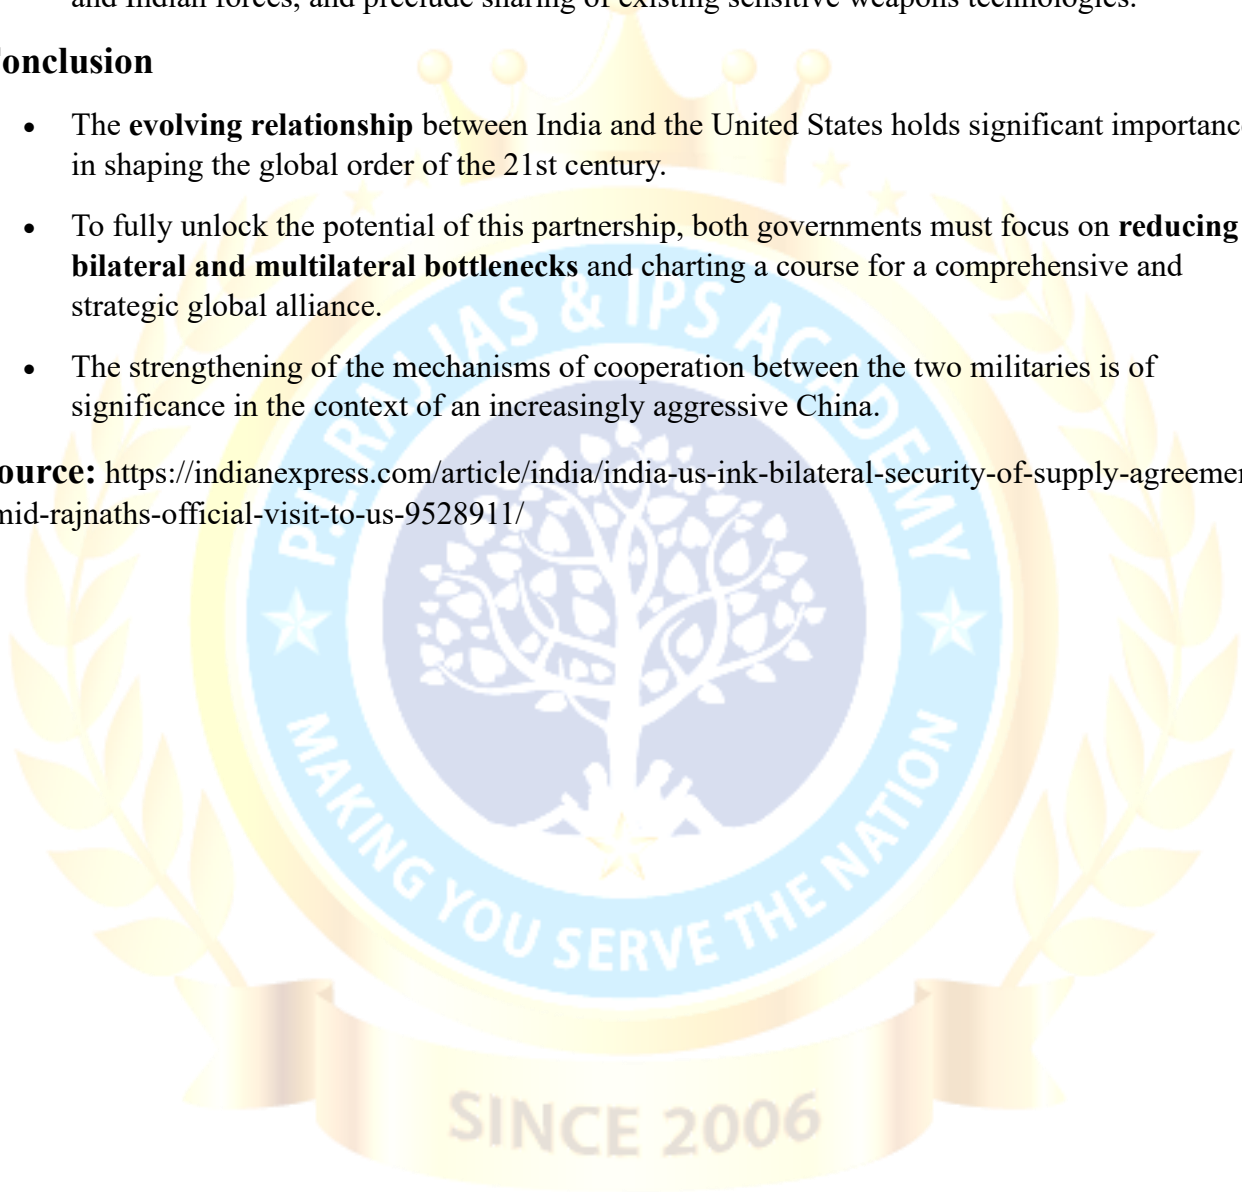 and Indian forces, and preclude sharing of existing sensitive weapons technologies.
onclusion
• The evolving relationship between India and the United States holds significant importanc
in shaping the global order of the 21st century.
• To fully unlock the potential of this partnership, both governments must focus on reducing
bilateral and multilateral bottlenecks and charting a course for a comprehensive and
strategic global alliance.
• The strengthening of the mechanisms of cooperation between the two militaries is of
significance in the context of an increasingly aggressive China.
ource: https://indianexpress.com/article/india/india-us-ink-bilateral-security-of-supply-agreemen
mid-rajnaths-official-visit-to-us-9528911/
P.L. RAJ IAS & IPS ACADEMY
MAKING YOU SERVE THE NATION
SINCE 2006